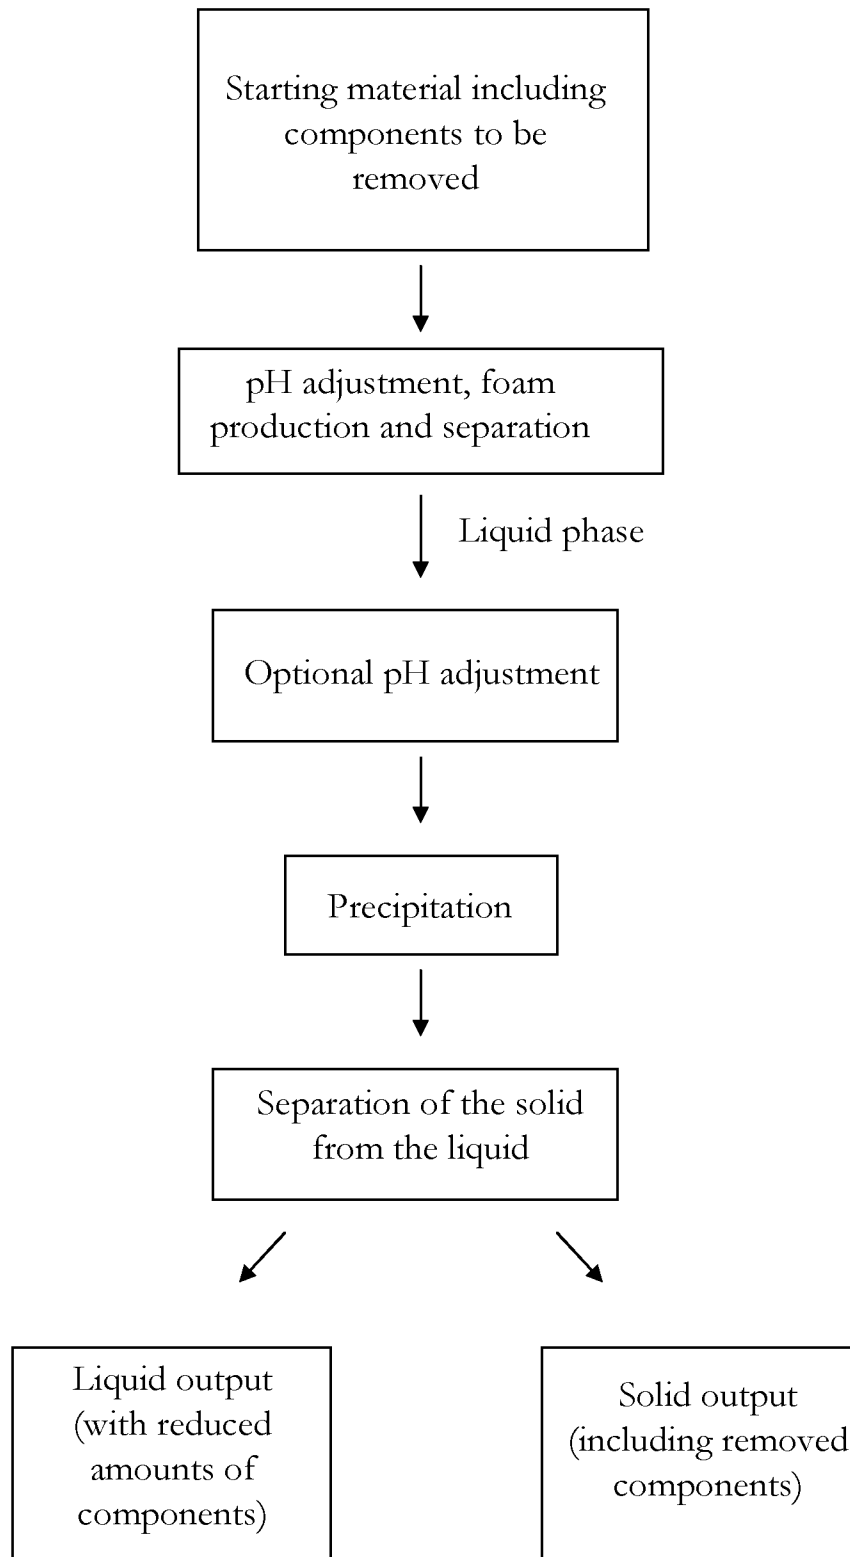 Starting material including
components to be
removed
pH adjustment, foam
production and separation
Liquid phase
Optional pH adjustment
Precipitation
Separation of the solid
from the liquid
Liquid output
(with reduced
amounts of
components)
Solid output
(including removed
components)